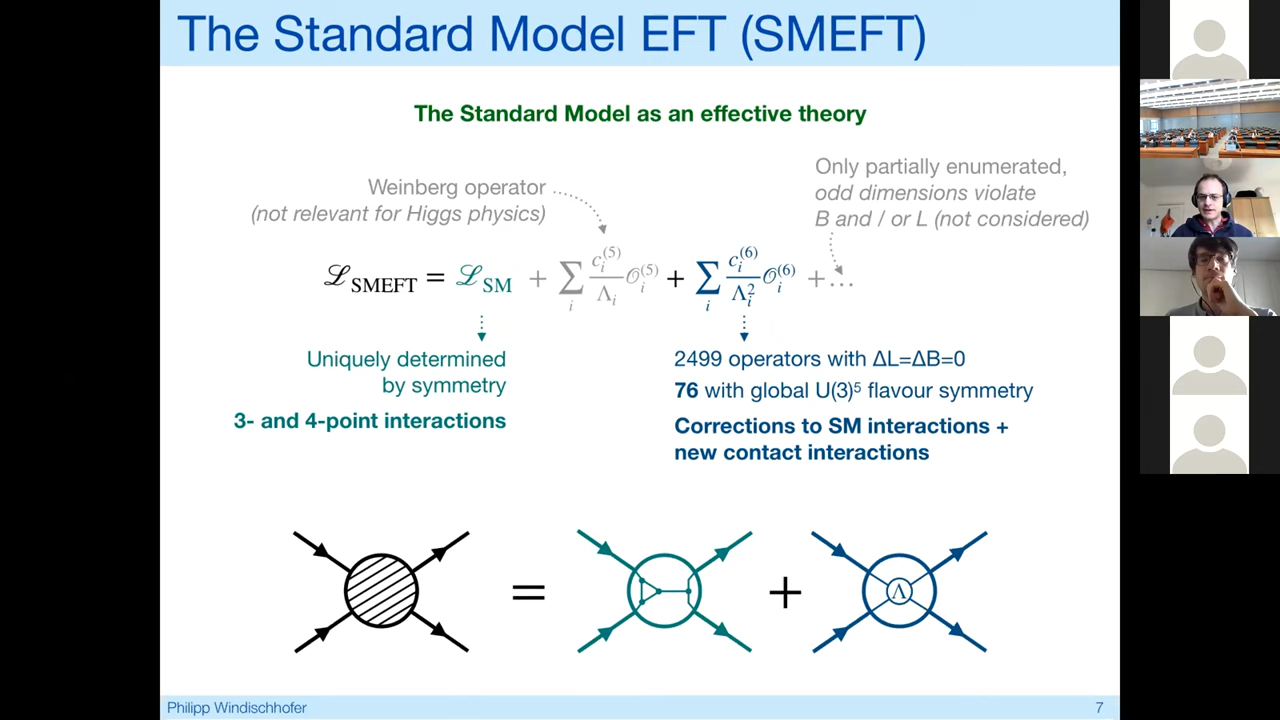 The Standard Model EFT (SMEFT)
The Standard Model as an effective theory
Weinberg operator
(not relevant for Higgs physics)
Only partially enumerated,
odd dimensions violate
B and / or L (not considered)
ℒ_SMEFT = ℒ_SM + ∑_i c_i^(5)/Λ_i 𝒪_i^(5) + ∑_i c_i^(6)/Λ_i^2 𝒪_i^(6) + …
Uniquely determined
by symmetry
3- and 4-point interactions
2499 operators with ΔL=ΔB=0
76 with global U(3)⁵ flavour symmetry
Corrections to SM interactions +
new contact interactions
= + Λ
Philipp Windischhofer
7